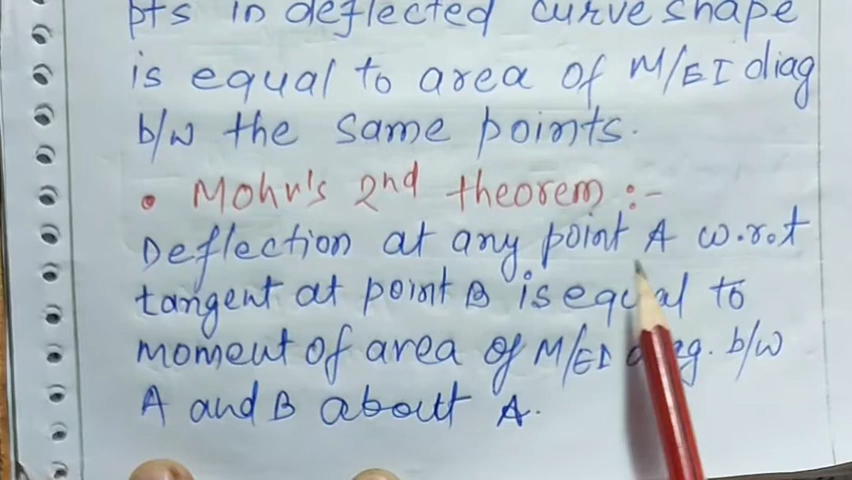 pts in deflected curve shape
is equal to area of M/EI diag
b/w the same points.
• Mohr's 2nd theorem :-
Deflection at any point A w.r.t
tangent at point B is equal to
moment of area of M/EI diag. b/w
A and B about A.